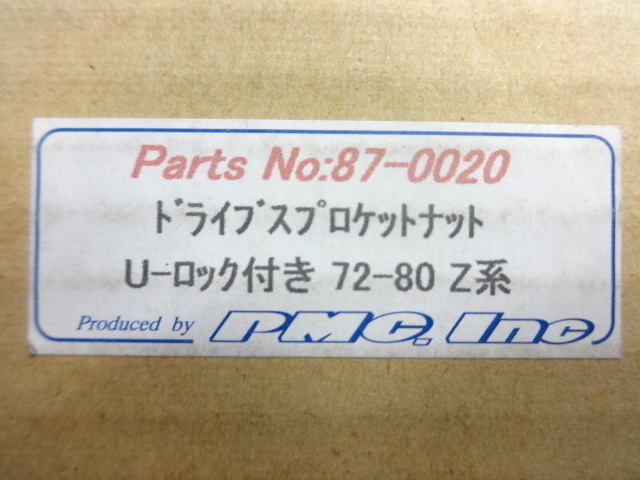 Parts No:87-0020
ﾄﾞﾗｲﾌﾞｽﾌﾟﾛｹｯﾄﾅｯﾄ
U-ﾛｯｸ付き 72-80 Z系
Produced by PMC. Inc